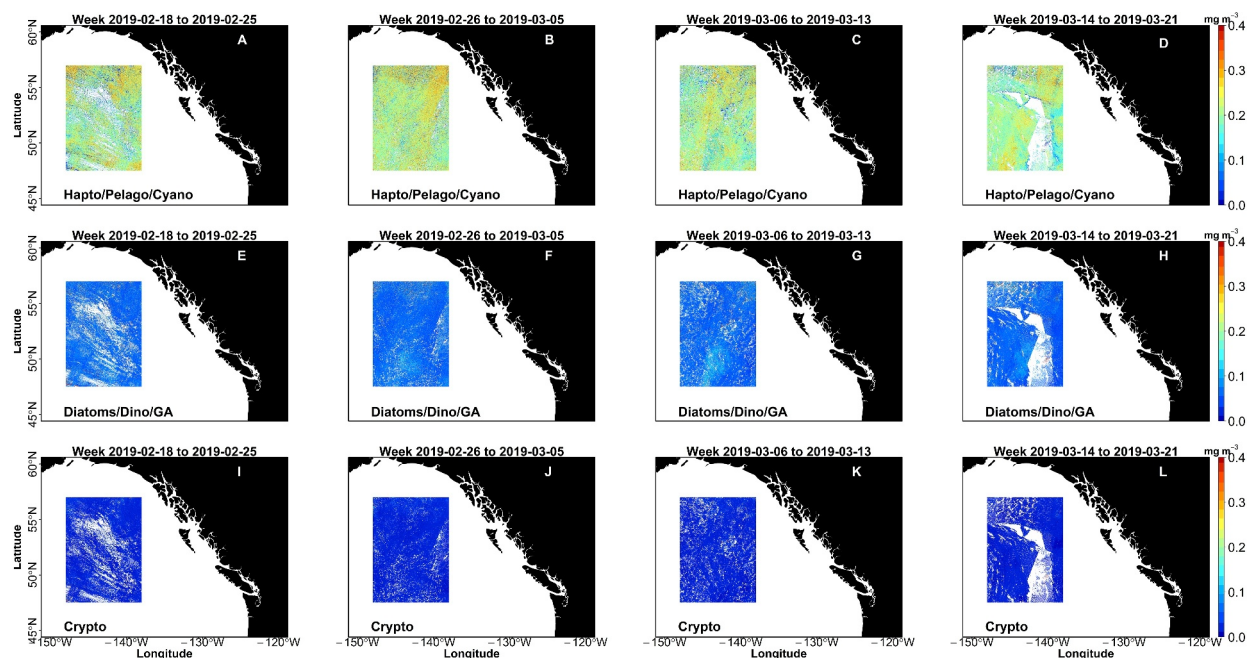 Week 2019-02-18 to 2019-02-25 Week 2019-02-26 to 2019-03-05 Week 2019-03-06 to 2019-03-13 Week 2019-03-14 to 2019-03-21 mg m⁻³
A B C D
60°N 55°N 50°N 45°N
Latitude
0.4 0.3 0.2 0.1 0.0
Hapto/Pelago/Cyano Hapto/Pelago/Cyano Hapto/Pelago/Cyano Hapto/Pelago/Cyano
Week 2019-02-18 to 2019-02-25 Week 2019-02-26 to 2019-03-05 Week 2019-03-06 to 2019-03-13 Week 2019-03-14 to 2019-03-21 mg m⁻³
E F G H
60°N 55°N 50°N 45°N
Latitude
0.4 0.3 0.2 0.1 0.0
Diatoms/Dino/GA Diatoms/Dino/GA Diatoms/Dino/GA Diatoms/Dino/GA
Week 2019-02-18 to 2019-02-25 Week 2019-02-26 to 2019-03-05 Week 2019-03-06 to 2019-03-13 Week 2019-03-14 to 2019-03-21 mg m⁻³
I J K L
60°N 55°N 50°N 45°N
Latitude
0.4 0.3 0.2 0.1 0.0
Crypto Crypto Crypto Crypto
−150°W −140°W −130°W −120°W −150°W −140°W −130°W −120°W −150°W −140°W −130°W −120°W −150°W −140°W −130°W −120°W
Longitude Longitude Longitude Longitude